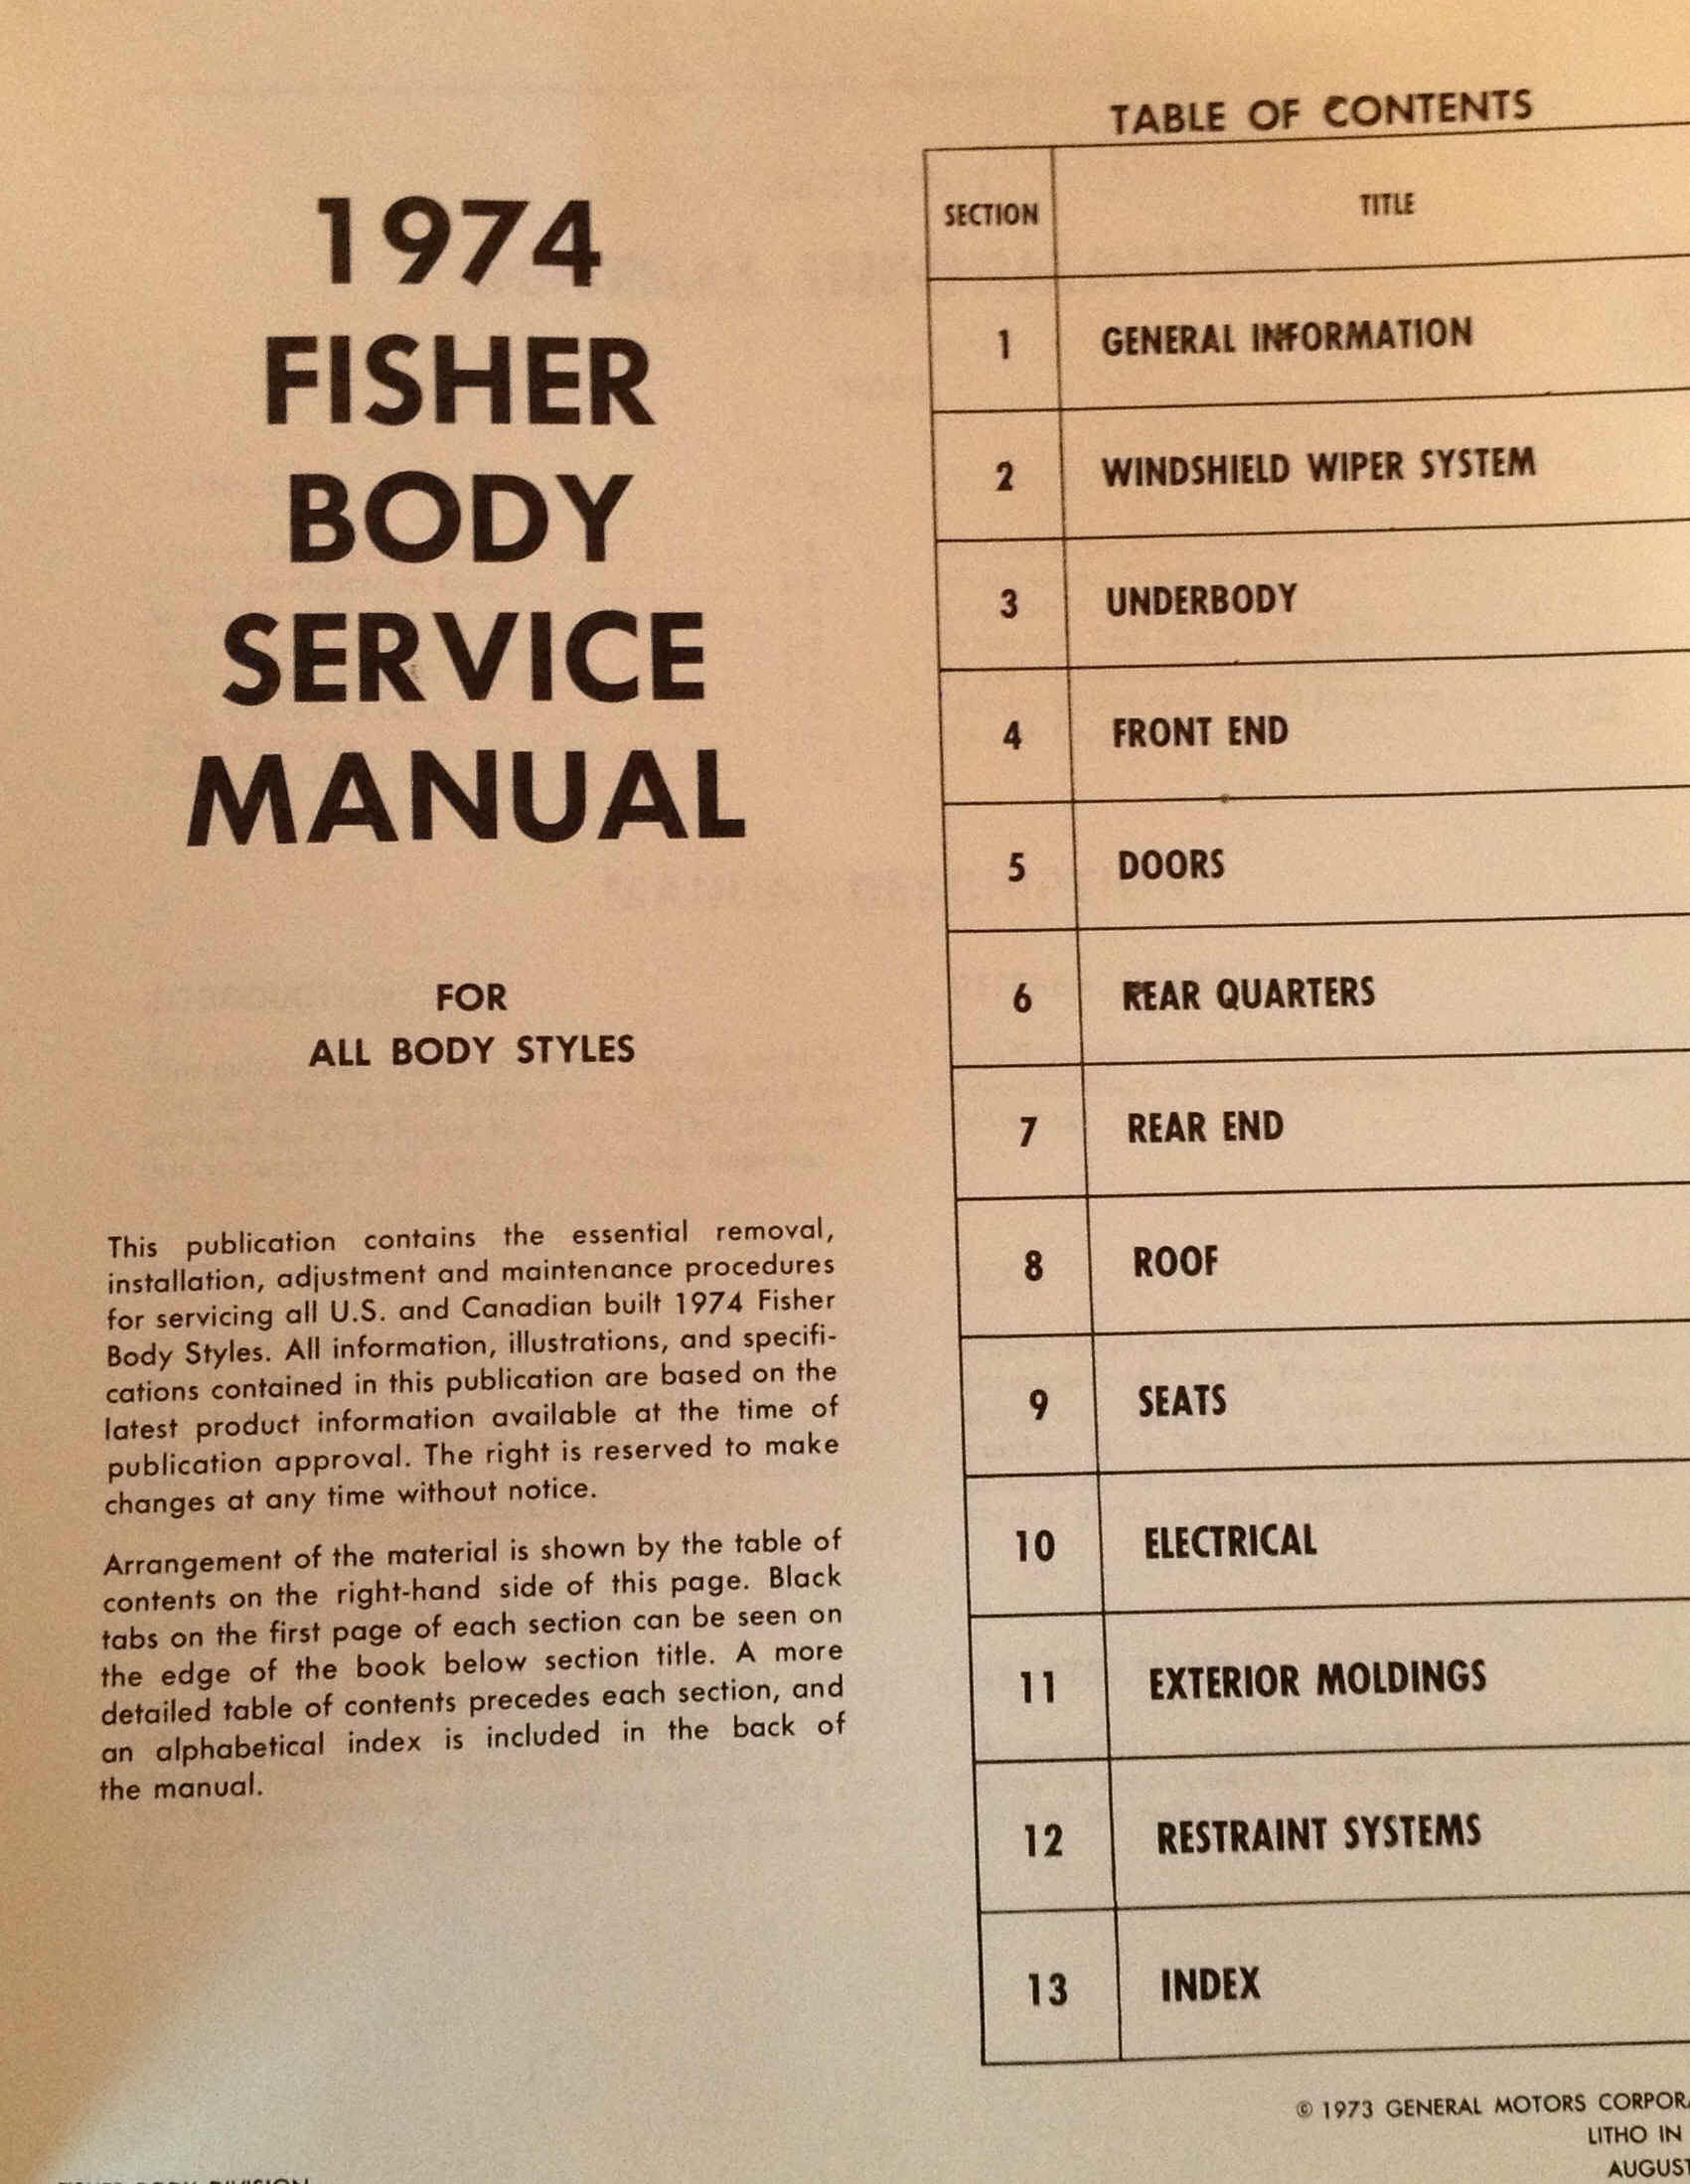 1974
FISHER
BODY
SERVICE
MANUAL
FOR
ALL BODY STYLES
This publication contains the essential removal,
installation, adjustment and maintenance procedures
for servicing all U.S. and Canadian built 1974 Fisher
Body Styles. All information, illustrations, and specifi-
cations contained in this publication are based on the
latest product information available at the time of
publication approval. The right is reserved to make
changes at any time without notice.
Arrangement of the material is shown by the table of
contents on the right-hand side of this page. Black
tabs on the first page of each section can be seen on
the edge of the book below section title. A more
detailed table of contents precedes each section, and
an alphabetical index is included in the back of
the manual.
TABLE OF CONTENTS
SECTION TITLE
1 GENERAL INFORMATION
2 WINDSHIELD WIPER SYSTEM
3 UNDERBODY
4 FRONT END
5 DOORS
6 REAR QUARTERS
7 REAR END
8 ROOF
9 SEATS
10 ELECTRICAL
11 EXTERIOR MOLDINGS
12 RESTRAINT SYSTEMS
13 INDEX
© 1973 GENERAL MOTORS
LITHO IN
AUGUST